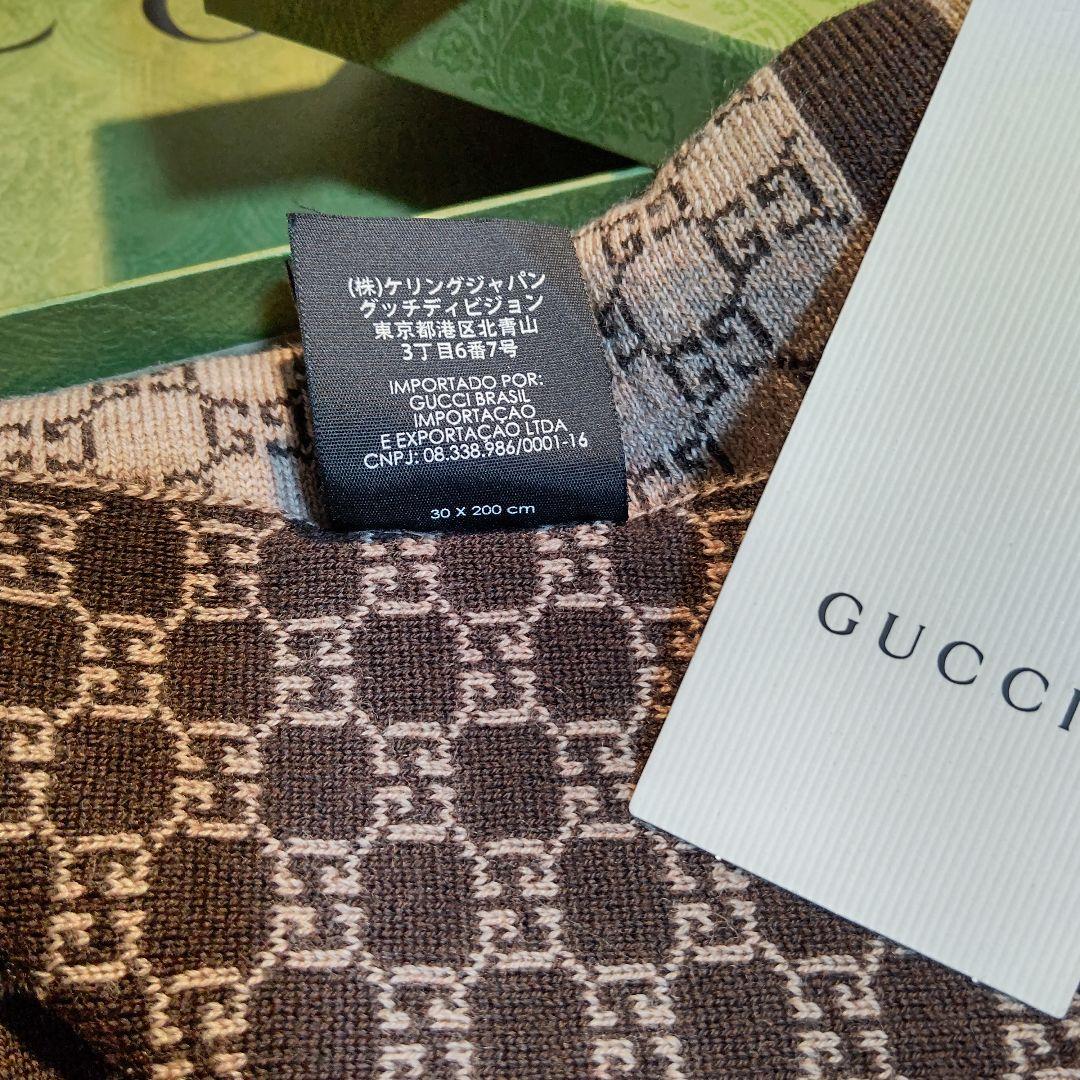 (株)ケリングジャパン
グッチディビジョン
東京都港区北青山
3丁目6番7号
IMPORTADO POR:
GUCCI BRASIL
IMPORTAÇAO
E EXPORTAÇAO LTDA
CNPJ: 08.338.986/0001-16
30 X 200 cm
GUCCI